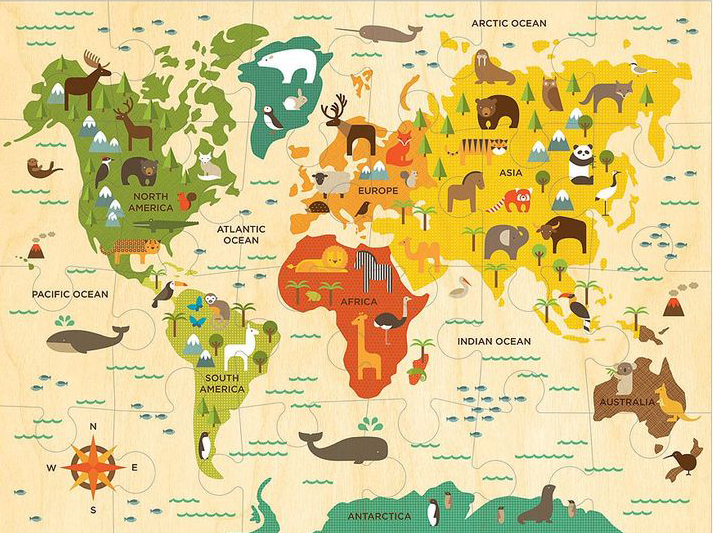 ARCTIC OCEAN
NORTH
AMERICA
EUROPE
ASIA
ATLANTIC
OCEAN
PACIFIC OCEAN
AFRICA
INDIAN OCEAN
SOUTH
AMERICA
AUSTRALIA
N
W
E
S
ANTARCTICA